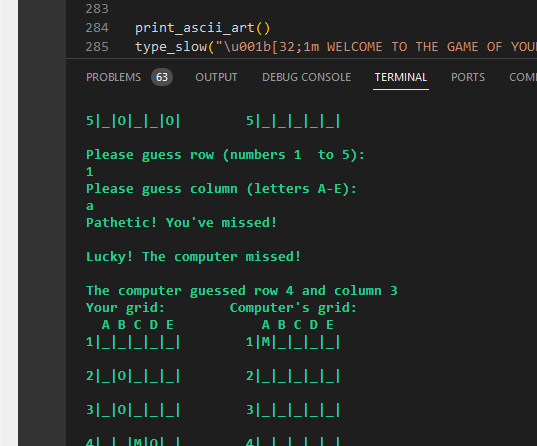 283
284 print_ascii_art()
285 type_slow("\u001b[32;1m WELCOME TO THE GAME OF YOU
PROBLEMS 63 OUTPUT DEBUG CONSOLE TERMINAL PORTS COM
5|_|O|_|_|O| 5|_|_|_|_|_|
Please guess row (numbers 1  to 5):
1
Please guess column (letters A-E):
a
Pathetic! You've missed!
Lucky! The computer missed!
The computer guessed row 4 and column 3
Your grid: Computer's grid:
A B C D E A B C D E
1|_|_|_|_|_| 1|M|_|_|_|_|
2|_|O|_|_|_| 2|_|_|_|_|_|
3|_|O|_|_|_| 3|_|_|_|_|_|
4|_|_|M|O|_| 4|_|_|_|_|_|